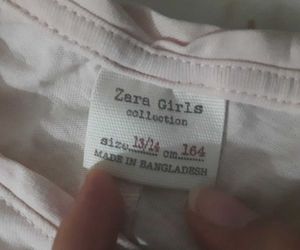 Zara Girls
collection
size 13/14 cm 164
MADE IN BANGLADESH